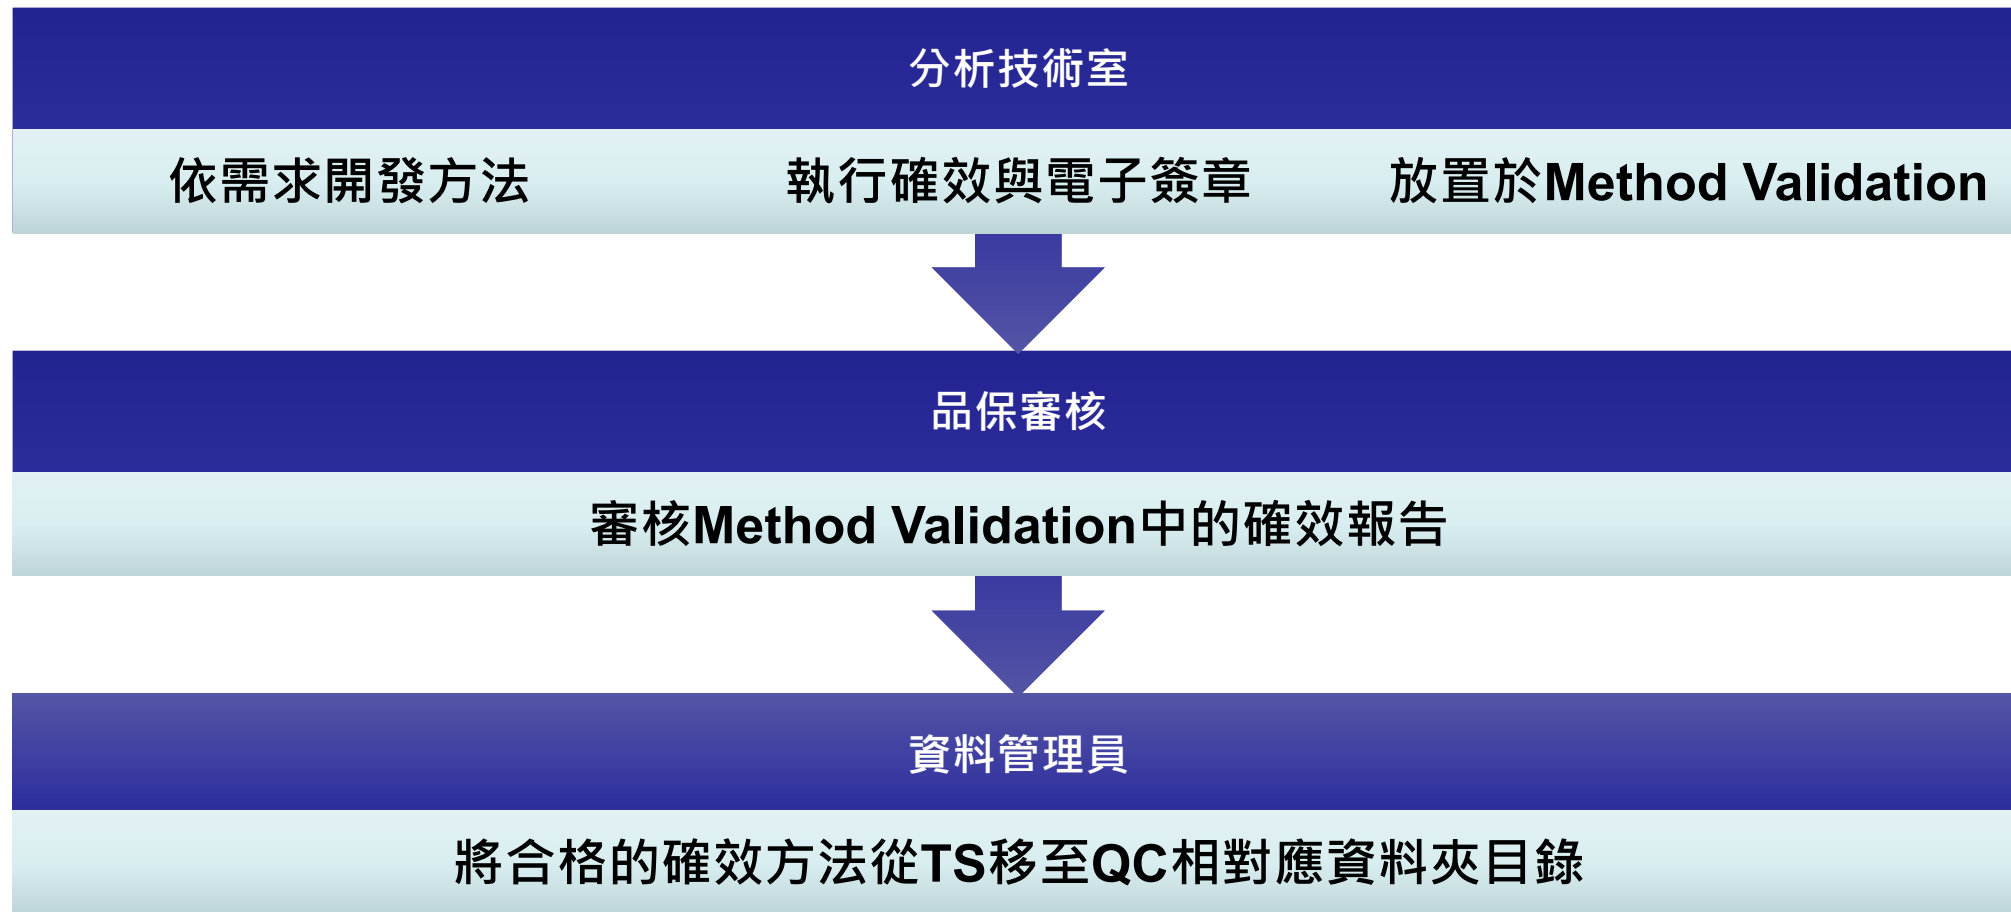 分析技術室
依需求開發方法 執行確效與電子簽章 放置於Method Validation
品保審核
審核Method Validation中的確效報告
資料管理員
將合格的確效方法從TS移至QC相對應資料夾目錄